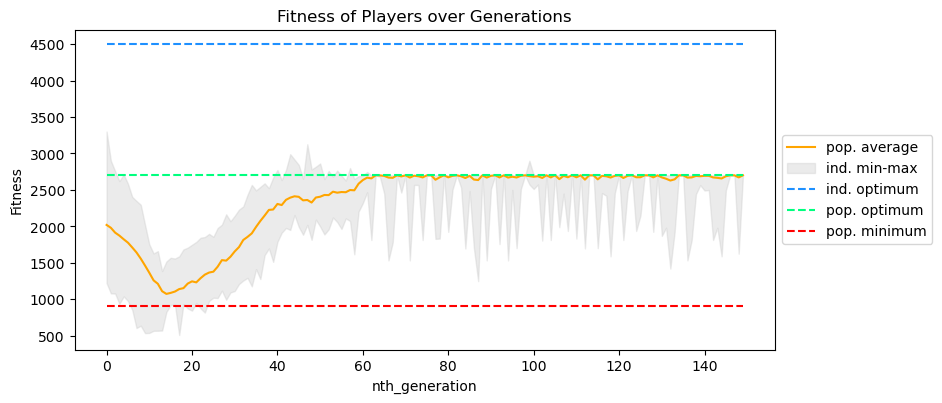 Fitness of Players over Generations
Fitness
4500
4000
3500
3000
2500
2000
1500
1000
500
0
20
40
60
80
100
120
140
nth_generation
pop. average
ind. min-max
ind. optimum
pop. optimum
pop. minimum